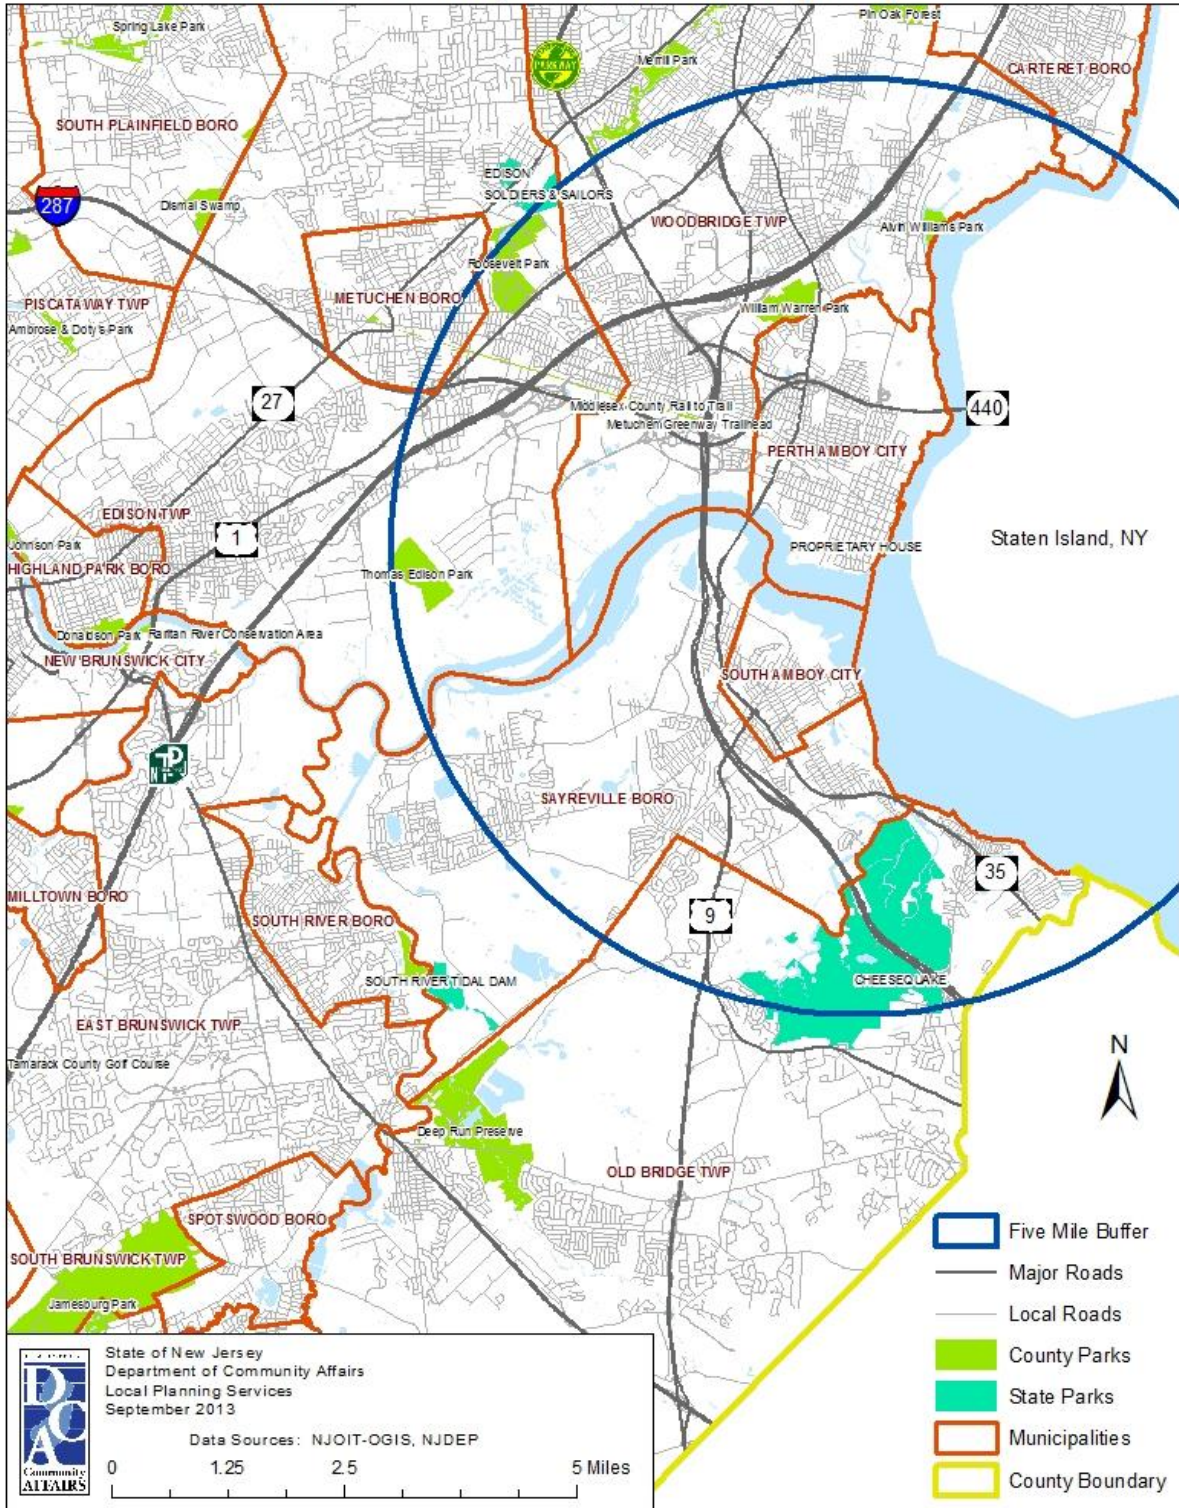 Spring Lake Park
Pin Oak Forest
PARKWAY
Merrill Park
CARTERET BORO
SOUTH PLAINFIELD BORO
EDISON
SOLDIERS & SAILORS
287
Dismal Swamp
WOODBRIDGE TWP
Alvin Williams Park
Roosevelt Park
METUCHEN BORO
PISCATAWAY TWP
William Warren Park
Ambrose & Doty's Park
27
Middlesex County Rail to Trail
440
Metuchen Greenway Trailhead
PERTH AMBOY CITY
EDISON TWP
1
Staten Island, NY
Johnson Park
PROPRIETARY HOUSE
HIGHLAND PARK BORO
Thomas Edison Park
Donaldson Park
Raritan River Conservation Area
NEW BRUNSWICK CITY
SOUTH AMBOY CITY
SAYREVILLE BORO
35
MILLTOWN BORO
9
SOUTH RIVER BORO
SOUTH RIVER TIDAL DAM
CHEESEQUAKE
EAST BRUNSWICK TWP
N
Tamarack County Golf Course
Deep Run Preserve
OLD BRIDGE TWP
SPOTSWOOD BORO
SOUTH BRUNSWICK TWP
Jamesburg Park
Five Mile Buffer
Major Roads
Local Roads
County Parks
State Parks
Municipalities
County Boundary
State of New Jersey
Department of Community Affairs
Local Planning Services
September 2013
Data Sources: NJOIT-OGIS, NJDEP
DCA
Community
AFFAIRS
0 1.25 2.5 5 Miles